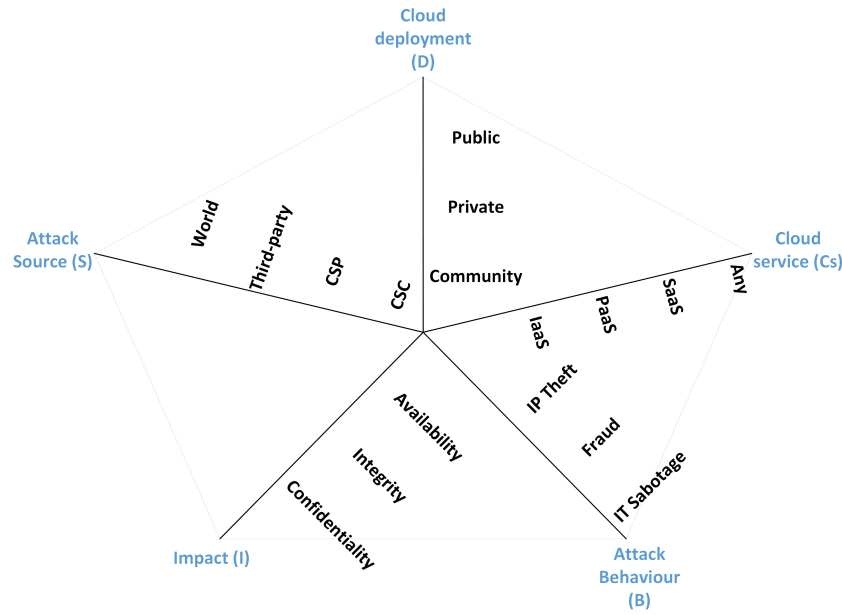 Cloud
deployment
(D)
Public
Private
Community
Cloud
service (Cs)
Any
SaaS
PaaS
IaaS
IP Theft
Fraud
IT Sabotage
Attack
Behaviour
(B)
Availability
Integrity
Confidentiality
Impact (I)
Attack
Source (S)
World
Third-party
CSP
CSC